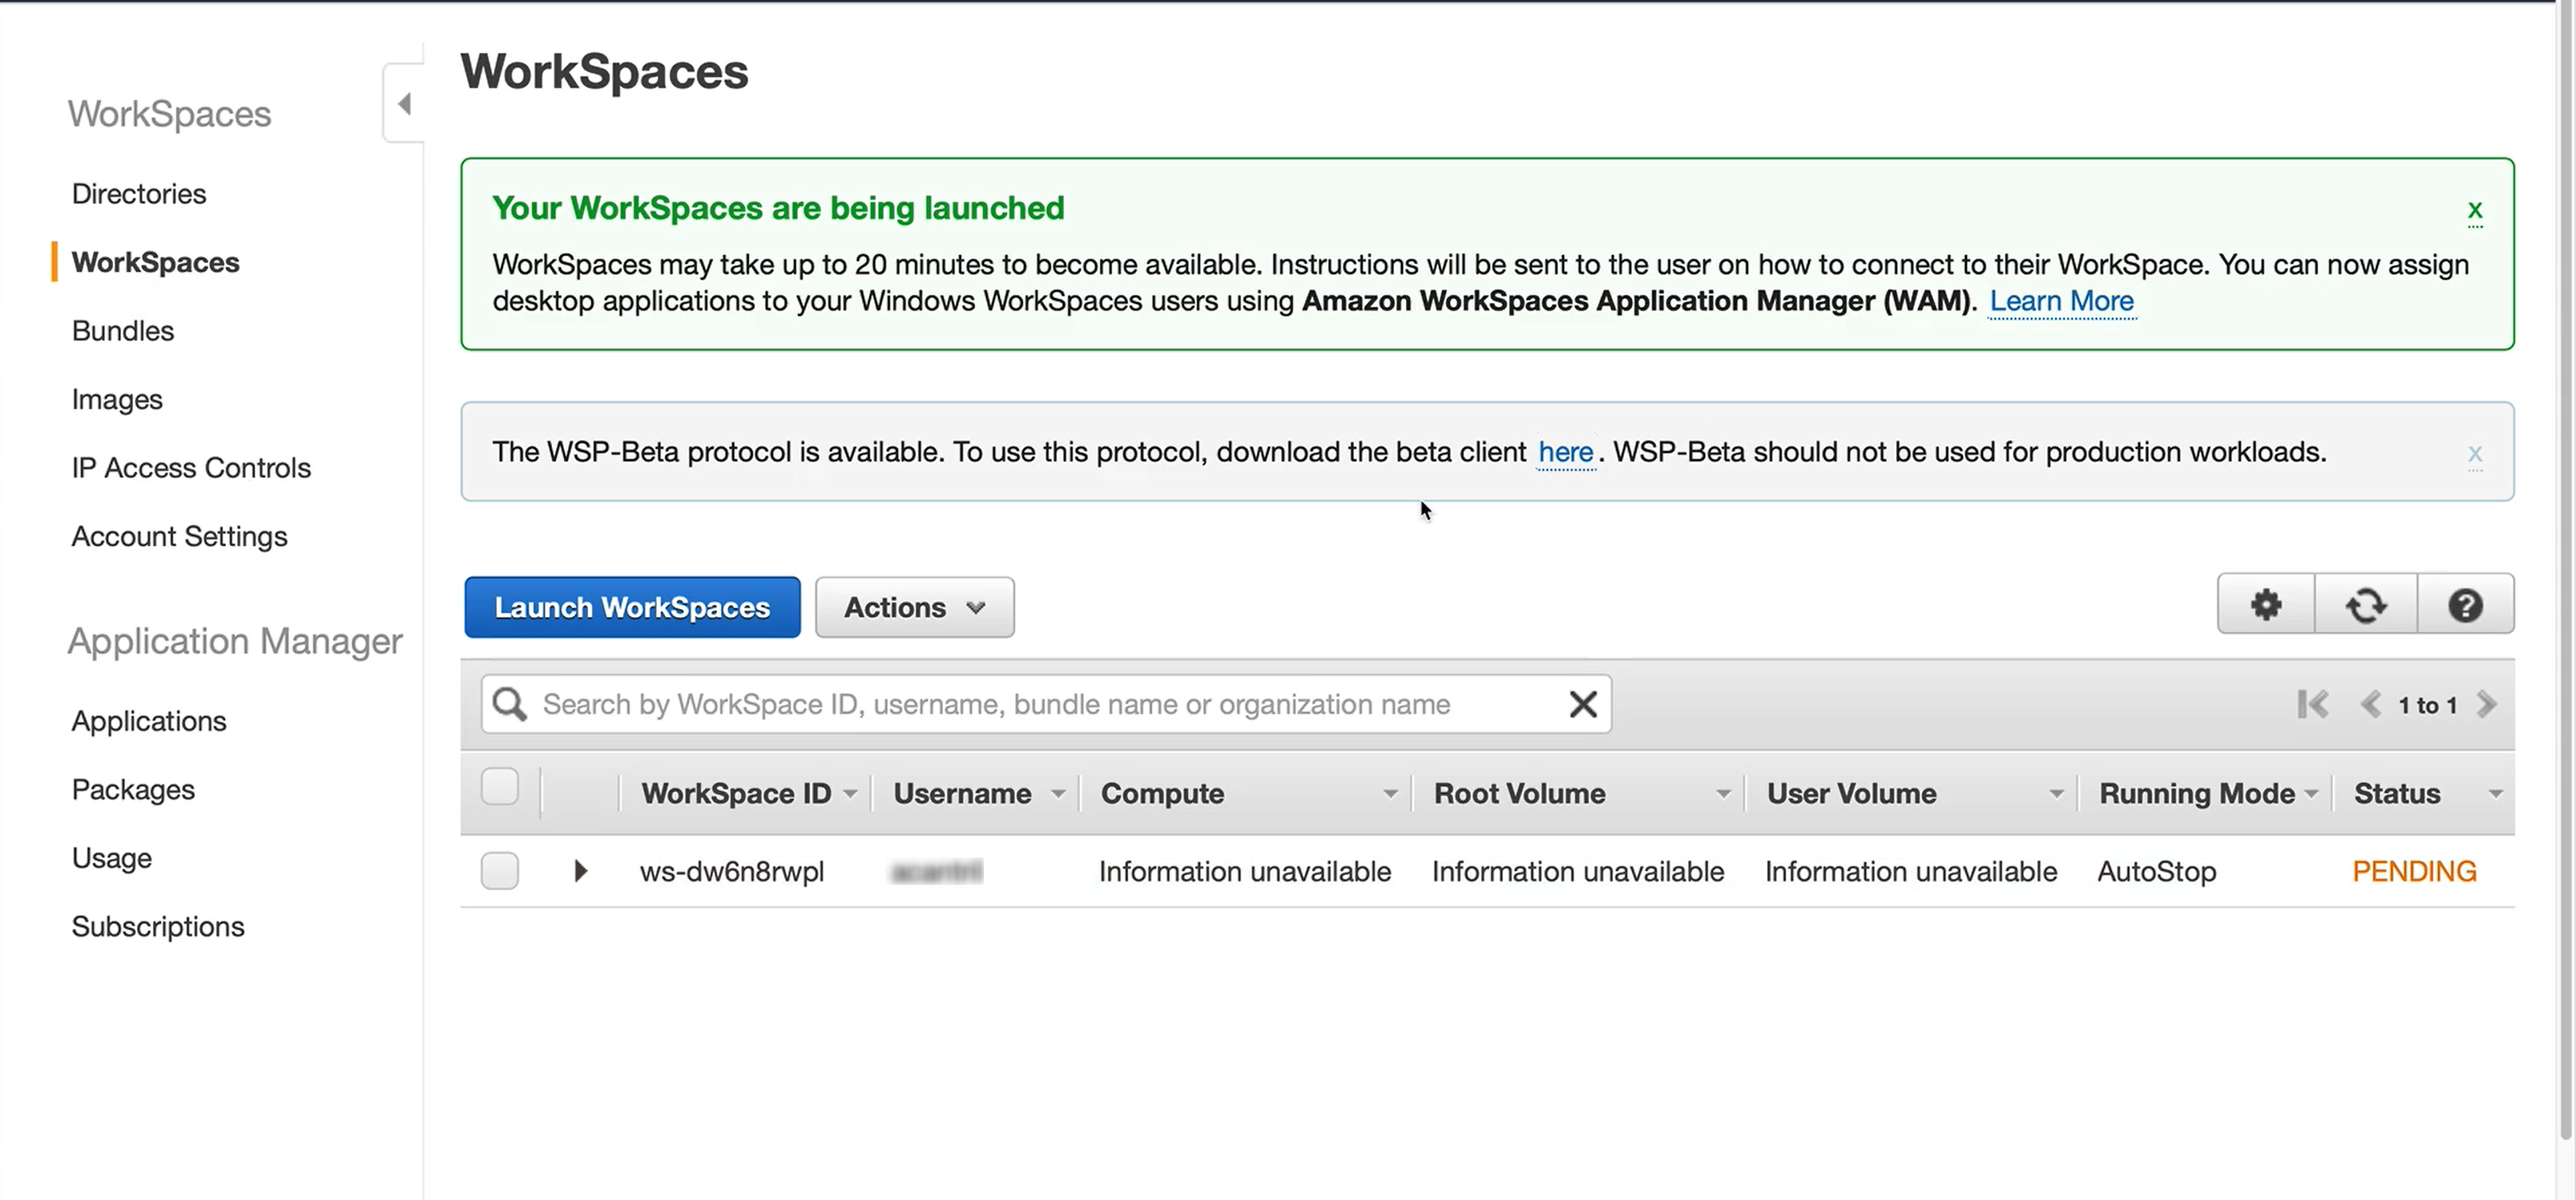 WorkSpaces
Directories
WorkSpaces
Bundles
Images
IP Access Controls
Account Settings
Application Manager
Applications
Packages
Usage
Subscriptions
WorkSpaces
Your WorkSpaces are being launched
x
WorkSpaces may take up to 20 minutes to become available. Instructions will be sent to the user on how to connect to their WorkSpace. You can now assign
desktop applications to your Windows WorkSpaces users using Amazon WorkSpaces Application Manager (WAM). Learn More
The WSP-Beta protocol is available. To use this protocol, download the beta client here. WSP-Beta should not be used for production workloads.
x
Launch WorkSpaces Actions
Search by WorkSpace ID, username, bundle name or organization name
1 to 1
WorkSpace ID Username Compute Root Volume User Volume Running Mode Status
ws-dw6n8rwpl Information unavailable Information unavailable Information unavailable AutoStop PENDING